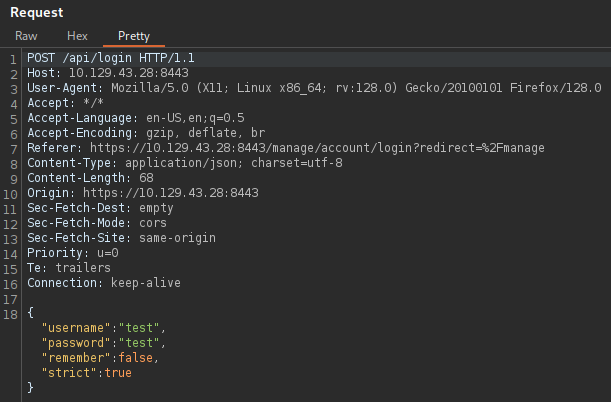 Request
Raw Hex Pretty
1 POST /api/login HTTP/1.1
2 Host: 10.129.43.28:8443
3 User-Agent: Mozilla/5.0 (X11; Linux x86_64; rv:128.0) Gecko/20100101 Firefox/128.0
4 Accept: */*
5 Accept-Language: en-US,en;q=0.5
6 Accept-Encoding: gzip, deflate, br
7 Referer: https://10.129.43.28:8443/manage/account/login?redirect=%2Fmanage
8 Content-Type: application/json; charset=utf-8
9 Content-Length: 68
10 Origin: https://10.129.43.28:8443
11 Sec-Fetch-Dest: empty
12 Sec-Fetch-Mode: cors
13 Sec-Fetch-Site: same-origin
14 Priority: u=0
15 Te: trailers
16 Connection: keep-alive
17
18 {
"username":"test",
"password":"test",
"remember":false,
"strict":true
}